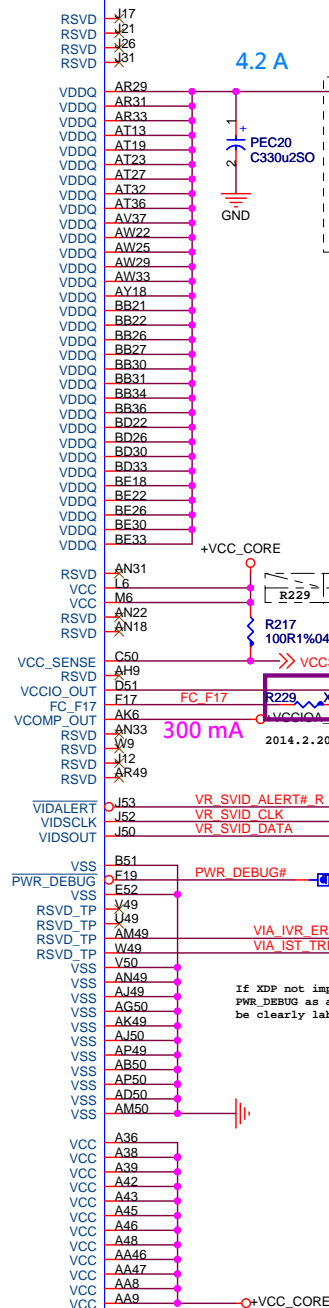 RSVD J17
RSVD J21
RSVD J26
RSVD J31
4.2 A
VDDQ AR29
VDDQ AR31
VDDQ AR33
VDDQ AT13
VDDQ AT19
VDDQ AT23
VDDQ AT27
VDDQ AT32
VDDQ AT36
VDDQ AV37
VDDQ AW22
VDDQ AW25
VDDQ AW29
VDDQ AW33
VDDQ AY18
VDDQ BB21
VDDQ BB22
VDDQ BB26
VDDQ BB27
VDDQ BB30
VDDQ BB31
VDDQ BB34
VDDQ BB36
VDDQ BD22
VDDQ BD26
VDDQ BD30
VDDQ BD33
VDDQ BE18
VDDQ BE22
VDDQ BE26
VDDQ BE30
VDDQ BE33
1
+
PEC20
2
C330u2SO
GND
+VCC_CORE
RSVD AN31
VCC L6
VCC M6
RSVD AN22
RSVD AN18
R229
R217
100R1%04
VCC_SENSE C50
VCCS
RSVD AH9
VCCIO_OUT D51
FC_F17 F17 FC_F17 R229 X
VCOMP_OUT AK6
+VCCIOA
300 mA
2014.2.20
RSVD AN33
RSVD W9
RSVD J12
RSVD AR49
VIDALERT J53 VR_SVID_ALERT#_R
VIDSCLK J52 VR_SVID_CLK
VIDSOUT J50 VR_SVID_DATA
VSS B51
PWR_DEBUG F19 PWR_DEBUG#
VSS E52
RSVD_TP V49
RSVD_TP U49
RSVD_TP AM49 VIA_IVR_ER
RSVD_TP W49 VIA_IST_TRI
VSS V50
VSS AN49
VSS AJ49
VSS AG50
VSS AK49
VSS AJ50
VSS AP49
VSS AB50
VSS AP50
VSS AD50
VSS AM50
If XDP not imp
PWR_DEBUG as a
be clearly lab
VCC A36
VCC A38
VCC A39
VCC A42
VCC A43
VCC A45
VCC A46
VCC A48
VCC AA46
VCC AA47
VCC AA8
VCC AA9
+VCC_CORE